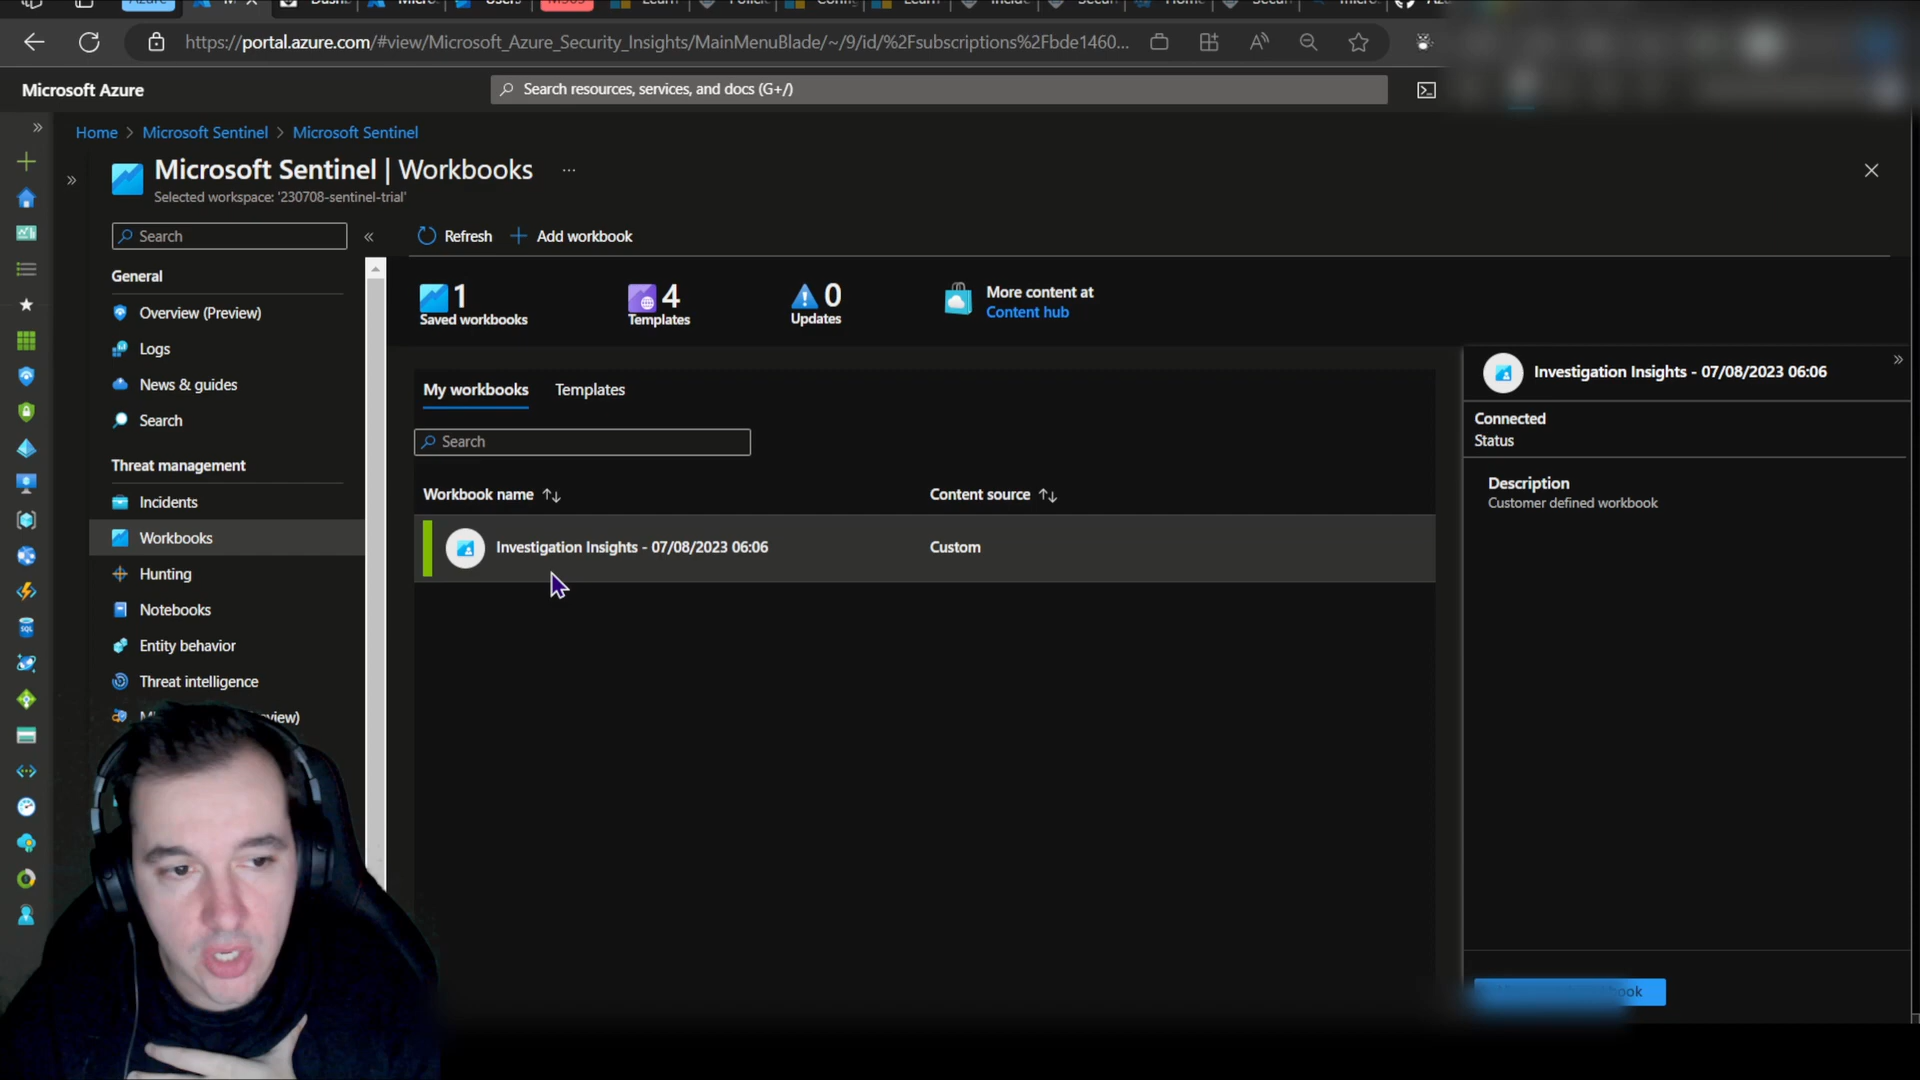 Azure
Learn
https://portal.azure.com/#view/Microsoft_Azure_Security_Insights/MainMenuBlade/~/9/id/%2Fsubscriptions%2Fbde1460...
Microsoft Azure
Search resources, services, and docs (G+/)
Home > Microsoft Sentinel > Microsoft Sentinel
Microsoft Sentinel | Workbooks ...
Selected workspace: '230708-sentinel-trial'
Search
Refresh
Add workbook
General
Overview (Preview)
Logs
News & guides
Search
Threat management
Incidents
Workbooks
Hunting
Notebooks
Entity behavior
Threat intelligence
1
Saved workbooks
4
Templates
0
Updates
More content at
Content hub
My workbooks
Templates
Search
Workbook name
Content source
Investigation Insights - 07/08/2023 06:06
Custom
Investigation Insights - 07/08/2023 06:06
Connected
Status
Description
Customer defined workbook